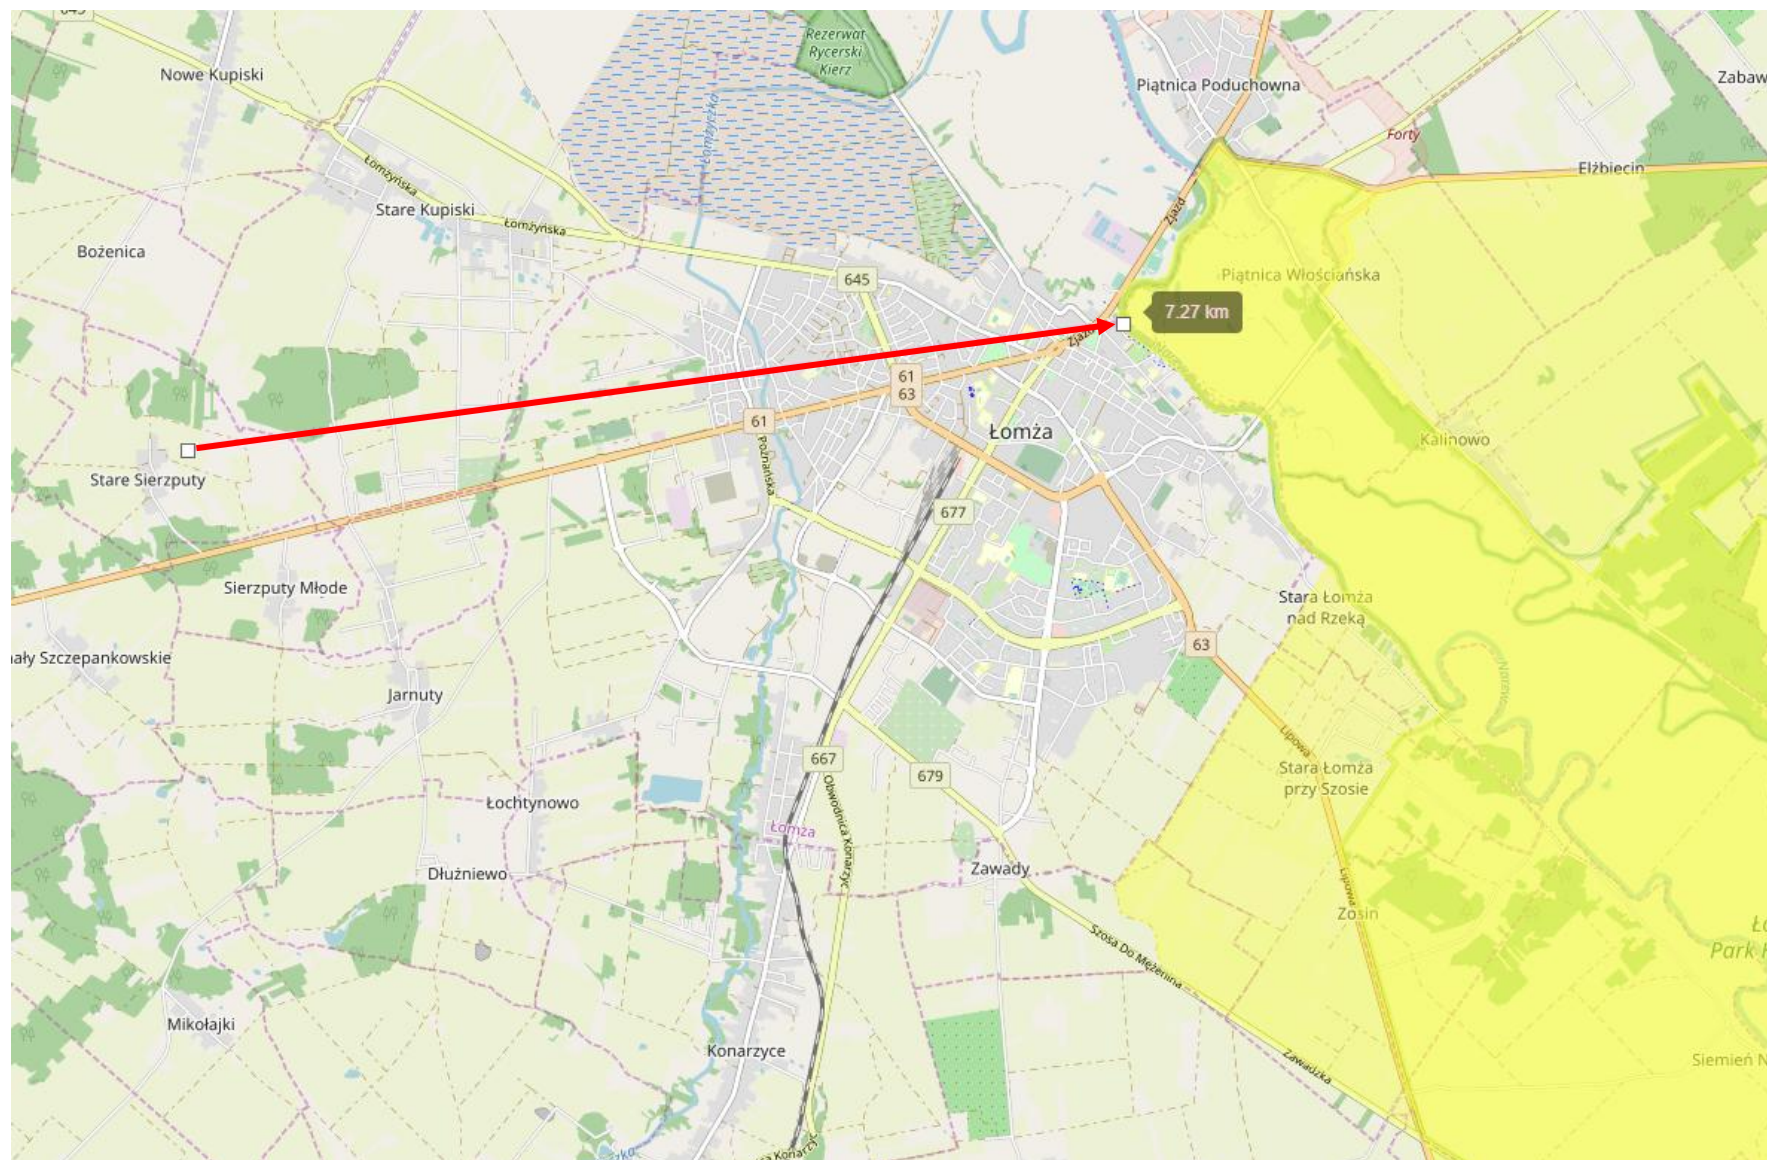 Rezerwat
Rycerski
Kierz
Nowe Kupiski
Piątnica Poduchowna
Zabaw
Forty
Elżbiecin
Łomżyczka
Łomżyńska
Stare Kupiski
Łomżyńska
Zjazd
Bożenica
645
Piątnica Włościańska
7.27 km
Zjazd
61
63
61
Łomża
Kalinowo
Poznańska
Stare Sierzputy
677
Sierzputy Młode
Stara Łomża
nad Rzeką
63
ały Szczepankowskie
Jarnuty
Narew
Lipowa
667
679
Stara Łomża
przy Szosie
Łochtynowo
Obwodnica Konarzyc
Łomża
Dłużniewo
Zawady
Lipowa
Zosin
Szosa Do Mężenina
Park
Mikołajki
Konarzyce
Zawadzka
Siemień N